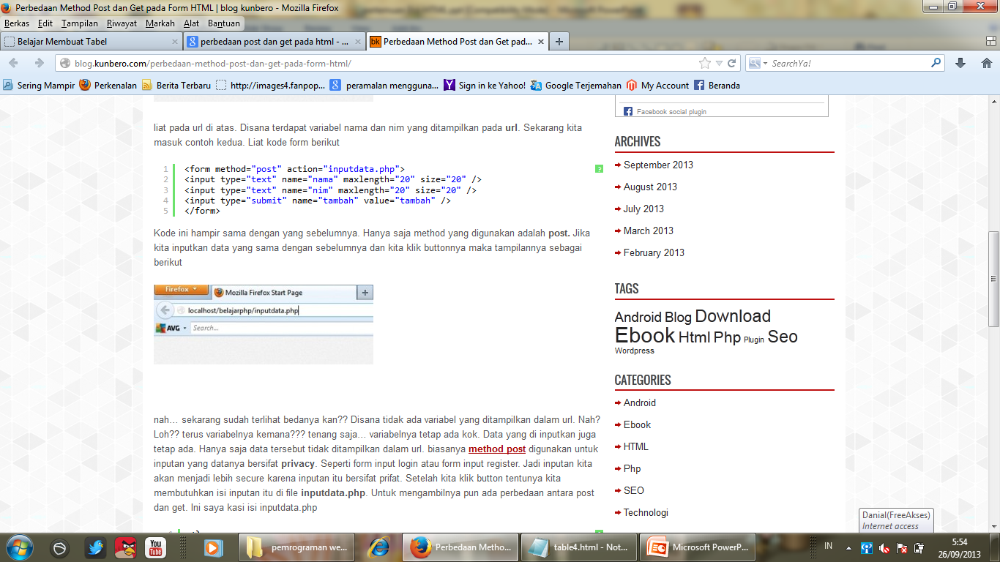 Perbedaan Method Post dan Get pada Form HTML | blog kunbero - Mozilla Firefox
Berkas Edit Tampilan Riwayat Markah Alat Bantuan
Belajar Membuat Tabel
perbedaan post dan get pada html - ...
bk Perbedaan Method Post dan Get pad...
blog.kunbero.com/perbedaan-method-post-dan-get-pada-form-html/
SearchYa!
Sering Mampir Perkenalan Berita Terbaru http://images4.fanpop... peramalan mengguna... Sign in ke Yahoo! Google Terjemahan My Account Beranda
liat pada url di atas. Disana terdapat variabel nama dan nim yang ditampilkan pada url. Sekarang kita
masuk contoh kedua. Liat kode form berikut
1 <form method="post" action="inputdata.php">
2 <input type="text" name="nama" maxlength="20" size="20" />
3 <input type="text" name="nim" maxlength="20" size="20" />
4 <input type="submit" name="tambah" value="tambah" />
5 </form>
?
Kode ini hampir sama dengan yang sebelumnya. Hanya saja method yang digunakan adalah post. Jika
kita inputkan data yang sama dengan sebelumnya dan kita klik buttonnya maka tampilannya sebagai
berikut
Firefox
Mozilla Firefox Start Page
localhost/belajarphp/inputdata.php
AVG Search...
nah… sekarang sudah terlihat bedanya kan?? Disana tidak ada variabel yang ditampilkan dalam url. Nah?
Loh?? terus variabelnya kemana??? tenang saja… variabelnya tetap ada kok. Data yang di inputkan juga
tetap ada. Hanya saja data tersebut tidak ditampilkan dalam url. biasanya method post digunakan untuk
inputan yang datanya bersifat privacy. Seperti form input login atau form input register. Jadi inputan kita
akan menjadi lebih secure karena inputan itu bersifat prifat. Setelah kita klik button tentunya kita
membutuhkan isi inputan itu di file inputdata.php. Untuk mengambilnya pun ada perbedaan antara post
dan get. Ini saya kasi isi inputdata.php
Facebook social plugin
ARCHIVES
September 2013
August 2013
July 2013
March 2013
February 2013
TAGS
Android Blog Download
Ebook Html Php Plugin Seo
Wordpress
CATEGORIES
Android
Ebook
HTML
Php
SEO
Technologi
Danial(FreeAkses)
Internet access
You Tube
pemrograman we...
Perbedaan Metho...
table4.html - Not...
Microsoft PowerP...
IN
5:54
26/09/2013